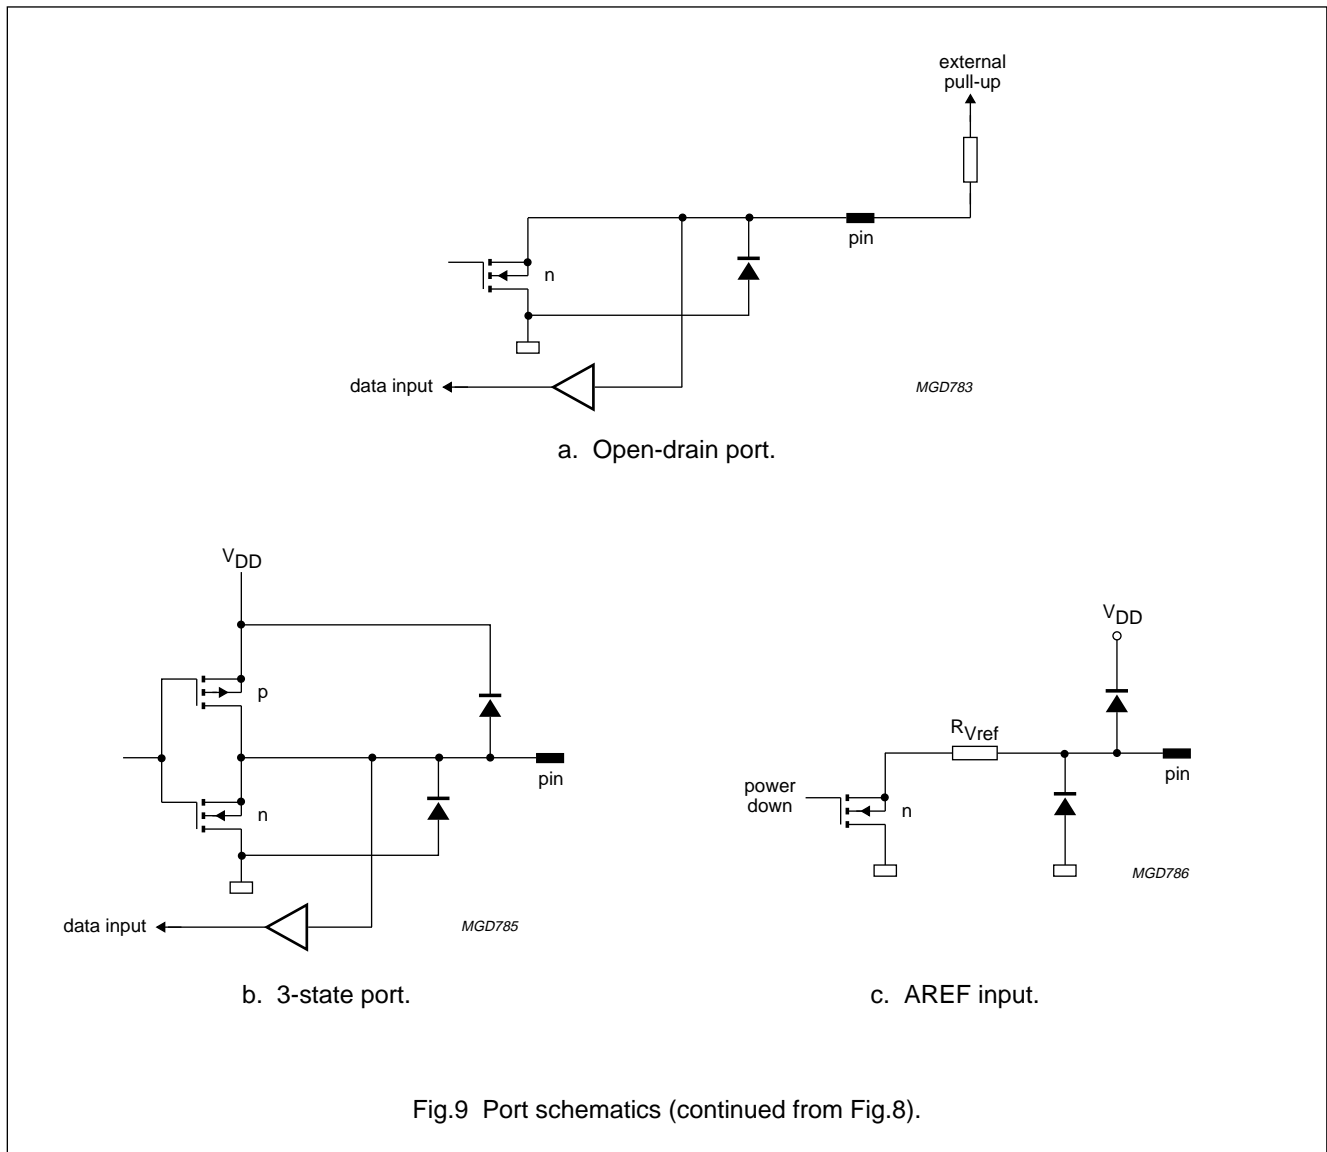 external
pull-up
pin
n
data input
MGD783
a. Open-drain port.
VDD
p
pin
n
data input
MGD785
b. 3-state port.
VDD
RVref
pin
power
down
n
MGD786
c. AREF input.
Fig.9 Port schematics (continued from Fig.8).